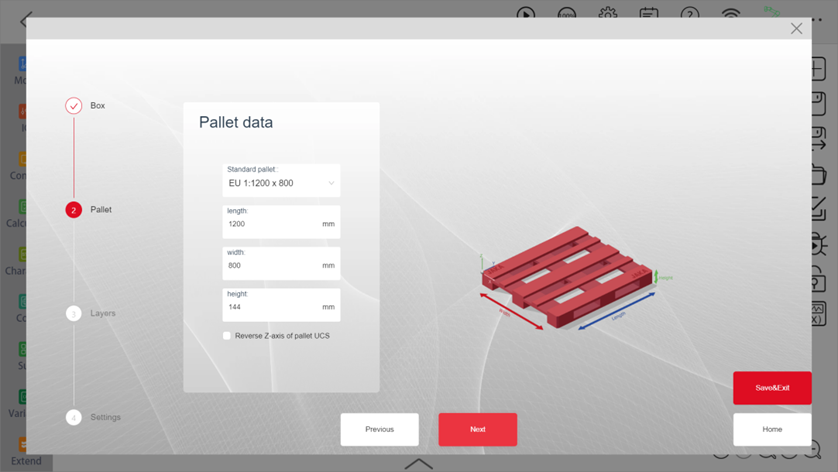 100%
Box
Pallet data
Standard pallet:
EU 1:1200 x 800
length:
1200 mm
2 Pallet
width:
800 mm
height:
144 mm
3 Layers
Reverse Z-axis of pallet UCS
Height
Width
Length
Save&Exit
4 Settings
Previous
Next
Home
Extend